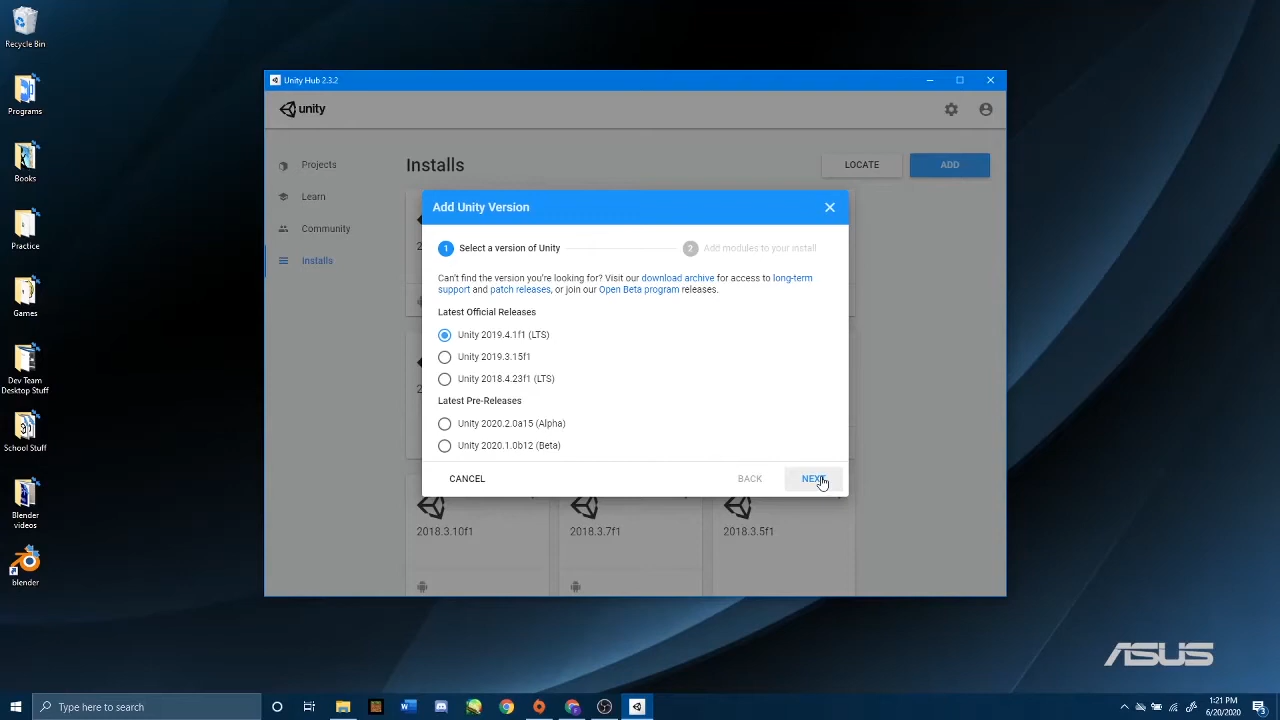 Recycle Bin
Programs
Books
Practice
Games
Dev Team
Desktop Stuff
School Stuff
Blender
videos
blender
Unity Hub 2.3.2
unity
Projects
Learn
Community
Installs
Installs
LOCATE
ADD
Add Unity Version
1 Select a version of Unity
2 Add modules to your install
Can't find the version you're looking for? Visit our download archive for access to long-term
support and patch releases, or join our Open Beta program releases.
Latest Official Releases
Unity 2019.4.1f1 (LTS)
Unity 2019.3.15f1
Unity 2018.4.23f1 (LTS)
Latest Pre-Releases
Unity 2020.2.0a15 (Alpha)
Unity 2020.1.0b12 (Beta)
CANCEL
BACK
NEXT
2018.3.10f1
2018.3.7f1
2018.3.5f1
ASUS
Type here to search
1:21 PM
6/20/2020
3